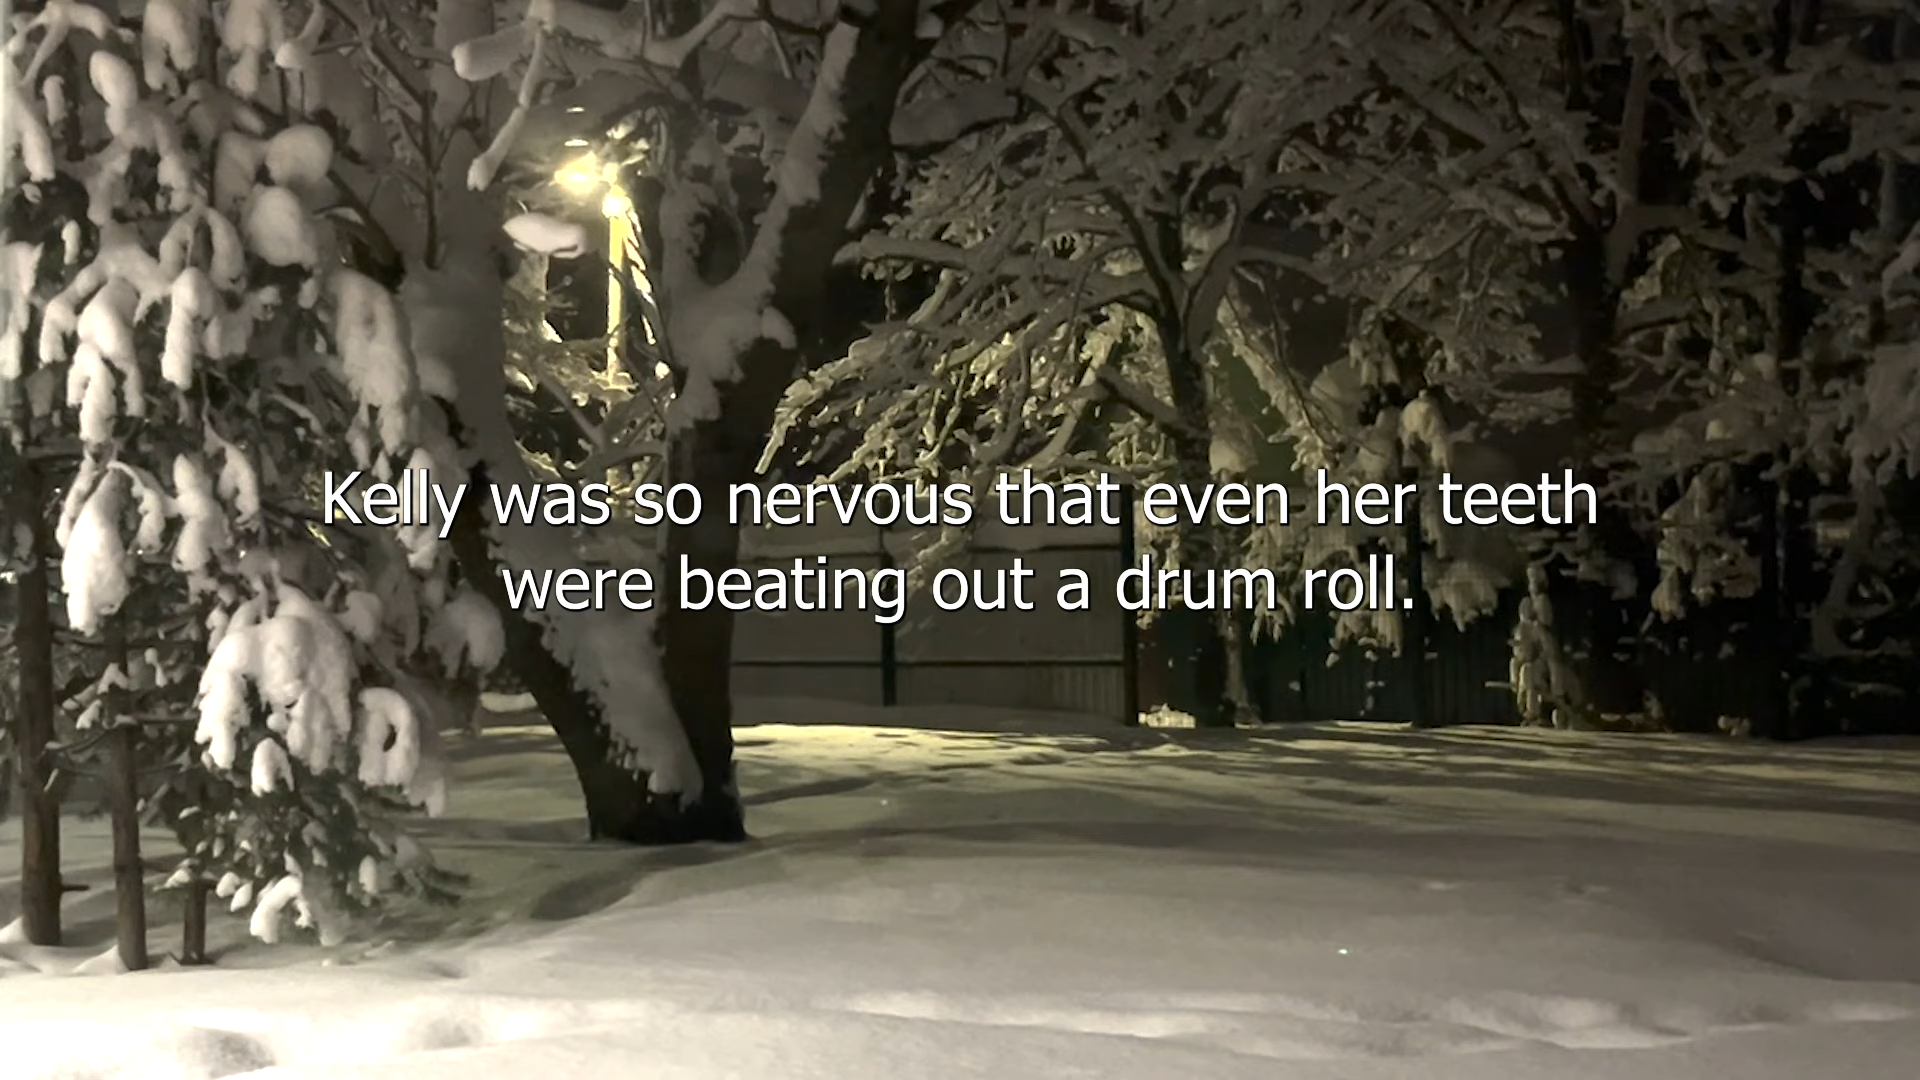 Kelly was so nervous that even her teeth
were beating out a drum roll.